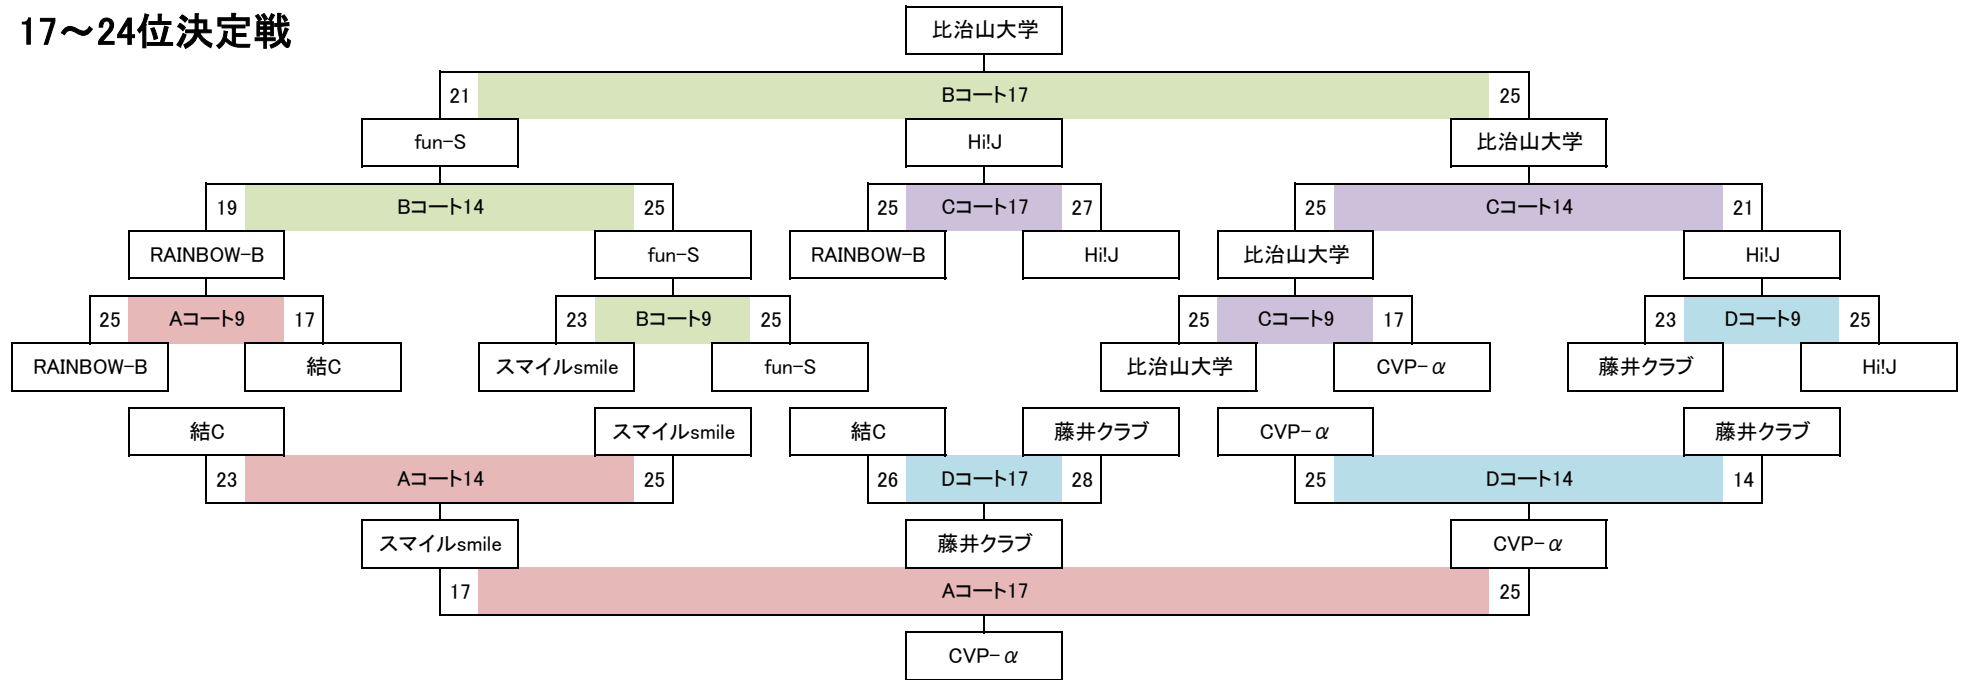 17～24位決定戦
比治山大学
21 Bコート17 25
fun-S Hi!J 比治山大学
19 Bコート14 25 25 Cコート17 27 25 Cコート14 21
RAINBOW-B fun-S RAINBOW-B Hi!J 比治山大学 Hi!J
25 Aコート9 17 23 Bコート9 25 25 Cコート9 17 23 Dコート9 25
RAINBOW-B 結C スマイルsmile fun-S 比治山大学 CVP-α 藤井クラブ Hi!J
結C スマイルsmile 結C 藤井クラブ CVP-α 藤井クラブ
23 Aコート14 25 26 Dコート17 28 25 Dコート14 14
スマイルsmile 藤井クラブ CVP-α
17 Aコート17 25
CVP-α